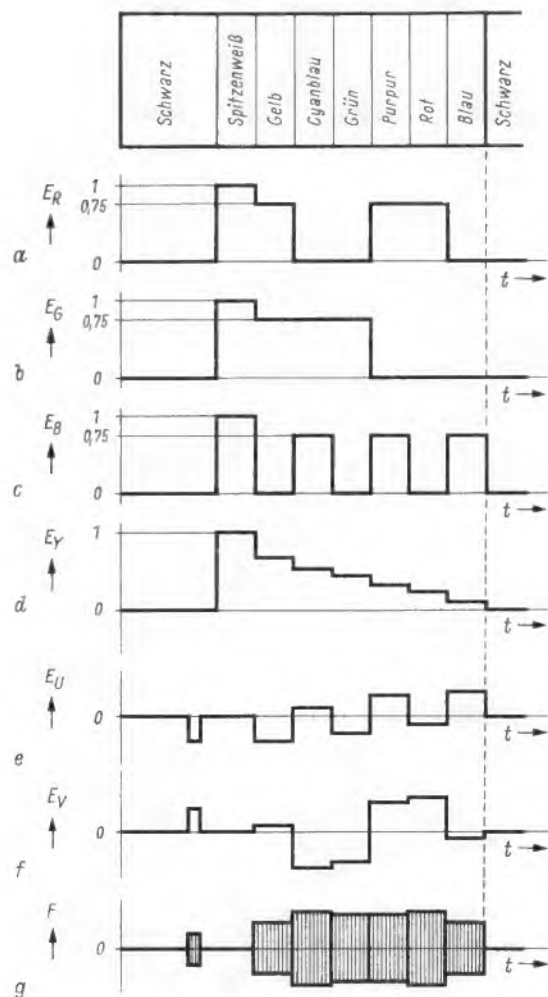 Schwarz
Spitzenweiß
Gelb
Cyanblau
Grün
Purpur
Rot
Blau
Schwarz
E_R
1
0,75
0
t
a
E_G
1
0,75
0
t
b
E_B
1
0,75
0
t
c
E_Y
1
0
t
d
E_U
0
t
e
E_V
0
t
f
F
0
t
g